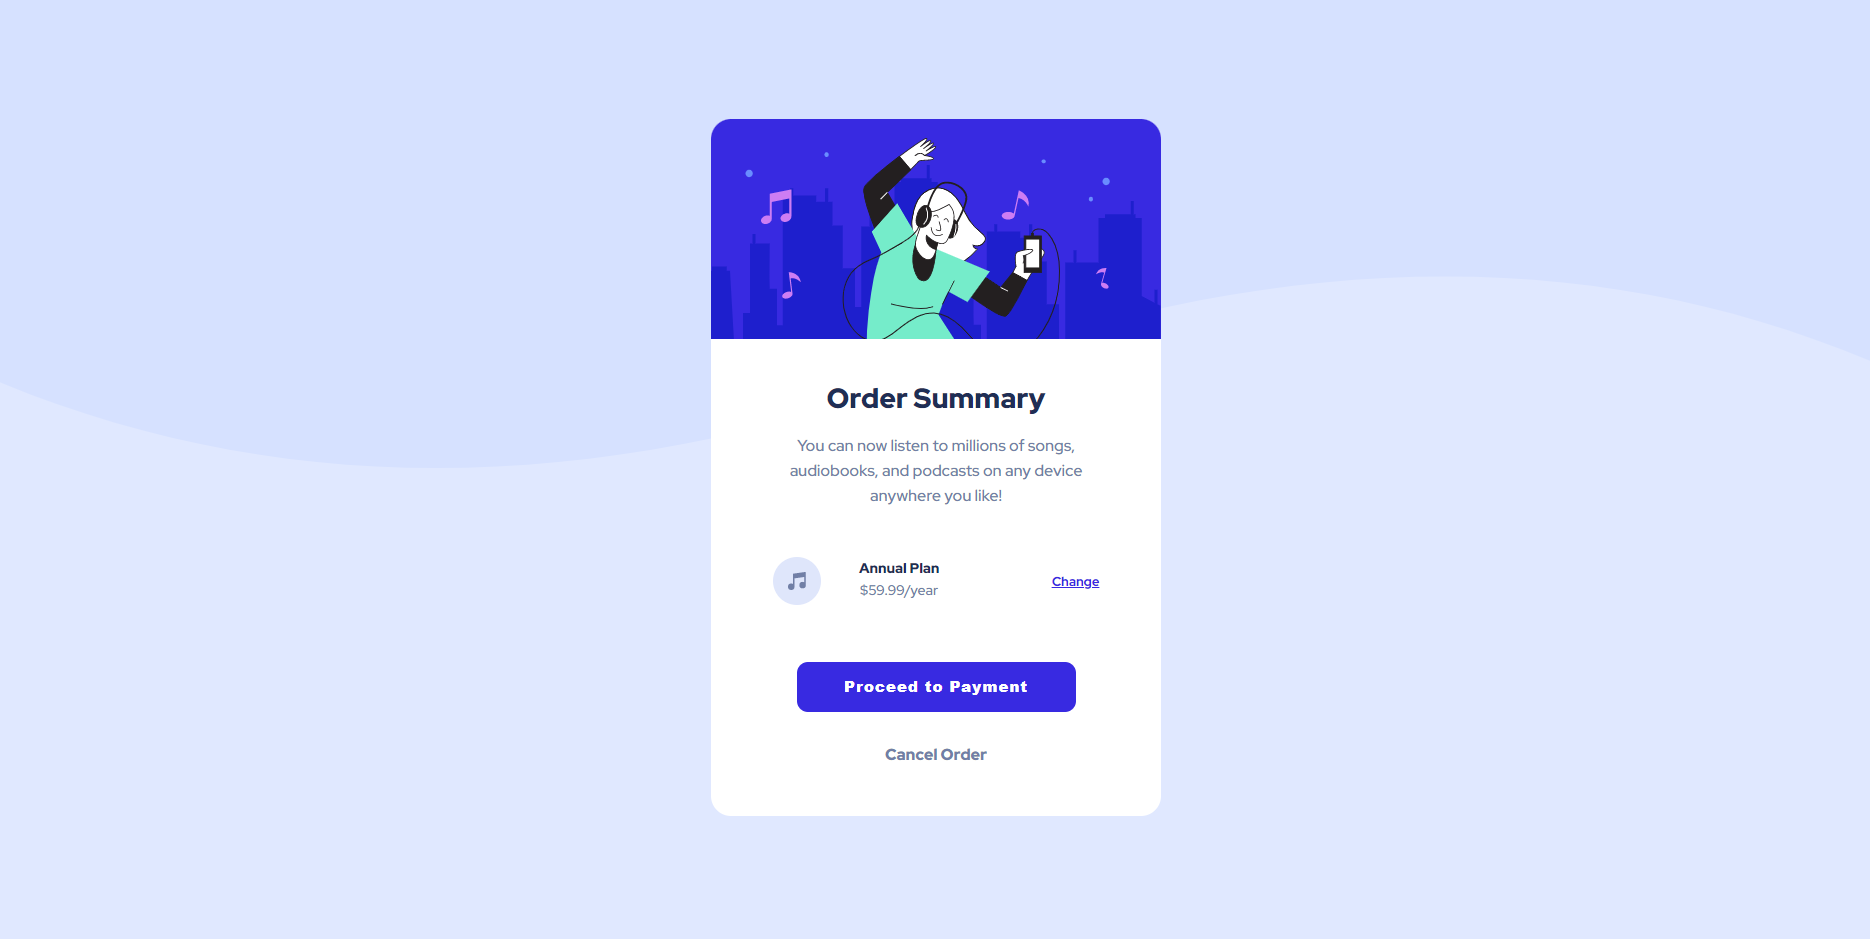 Order Summary
You can now listen to millions of songs,
audiobooks, and podcasts on any device
anywhere you like!
Annual Plan
$59.99/year
Change
Proceed to Payment
Cancel Order